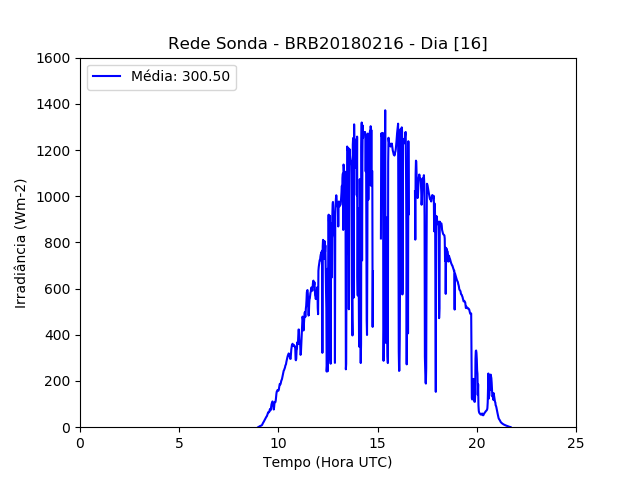 Rede Sonda - BRB20180216 - Dia [16]
Média: 300.50
1600
1400
1200
1000
800
600
400
200
0
Irradiância (Wm-2)
0 5 10 15 20 25
Tempo (Hora UTC)